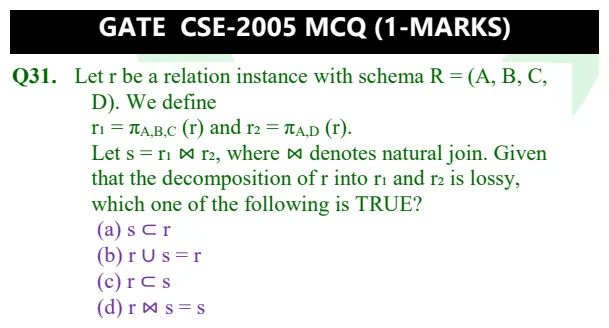 GATE CSE-2005 MCQ (1-MARKS)
Q31. Let r be a relation instance with schema R = (A, B, C,
D). We define
r₁ = π_A,B,C (r) and r₂ = π_A,D (r).
Let s = r₁ ⋈ r₂, where ⋈ denotes natural join. Given
that the decomposition of r into r₁ and r₂ is lossy,
which one of the following is TRUE?
(a) s ⊂ r
(b) r ∪ s = r
(c) r ⊂ s
(d) r ⋈ s = s